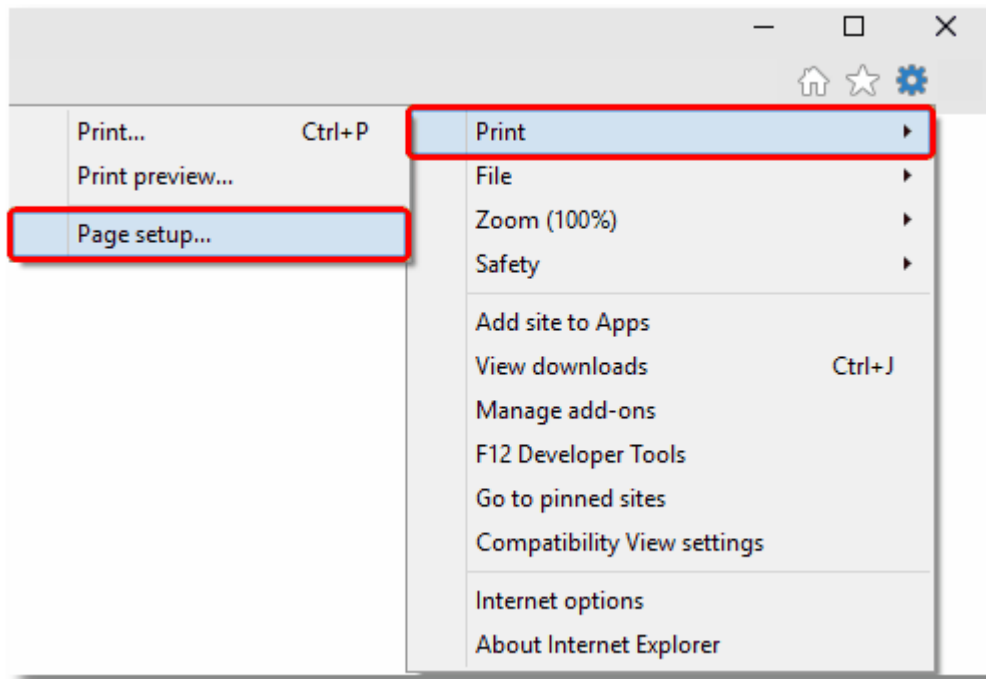 Print... Ctrl+P
Print preview...
Page setup...
Print
File
Zoom (100%)
Safety
Add site to Apps
View downloads Ctrl+J
Manage add-ons
F12 Developer Tools
Go to pinned sites
Compatibility View settings
Internet options
About Internet Explorer